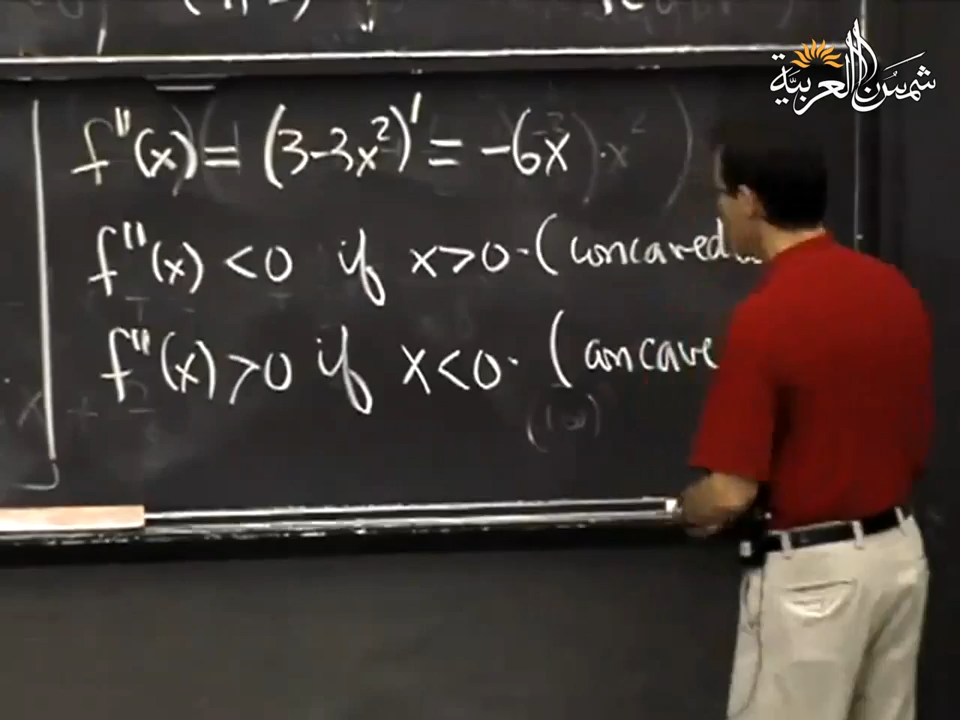 شمس العربية
f''(x) = (3-3x²)' = -6x
f''(x) < 0 if x > 0. (concave
f''(x) > 0 if x < 0. (concave